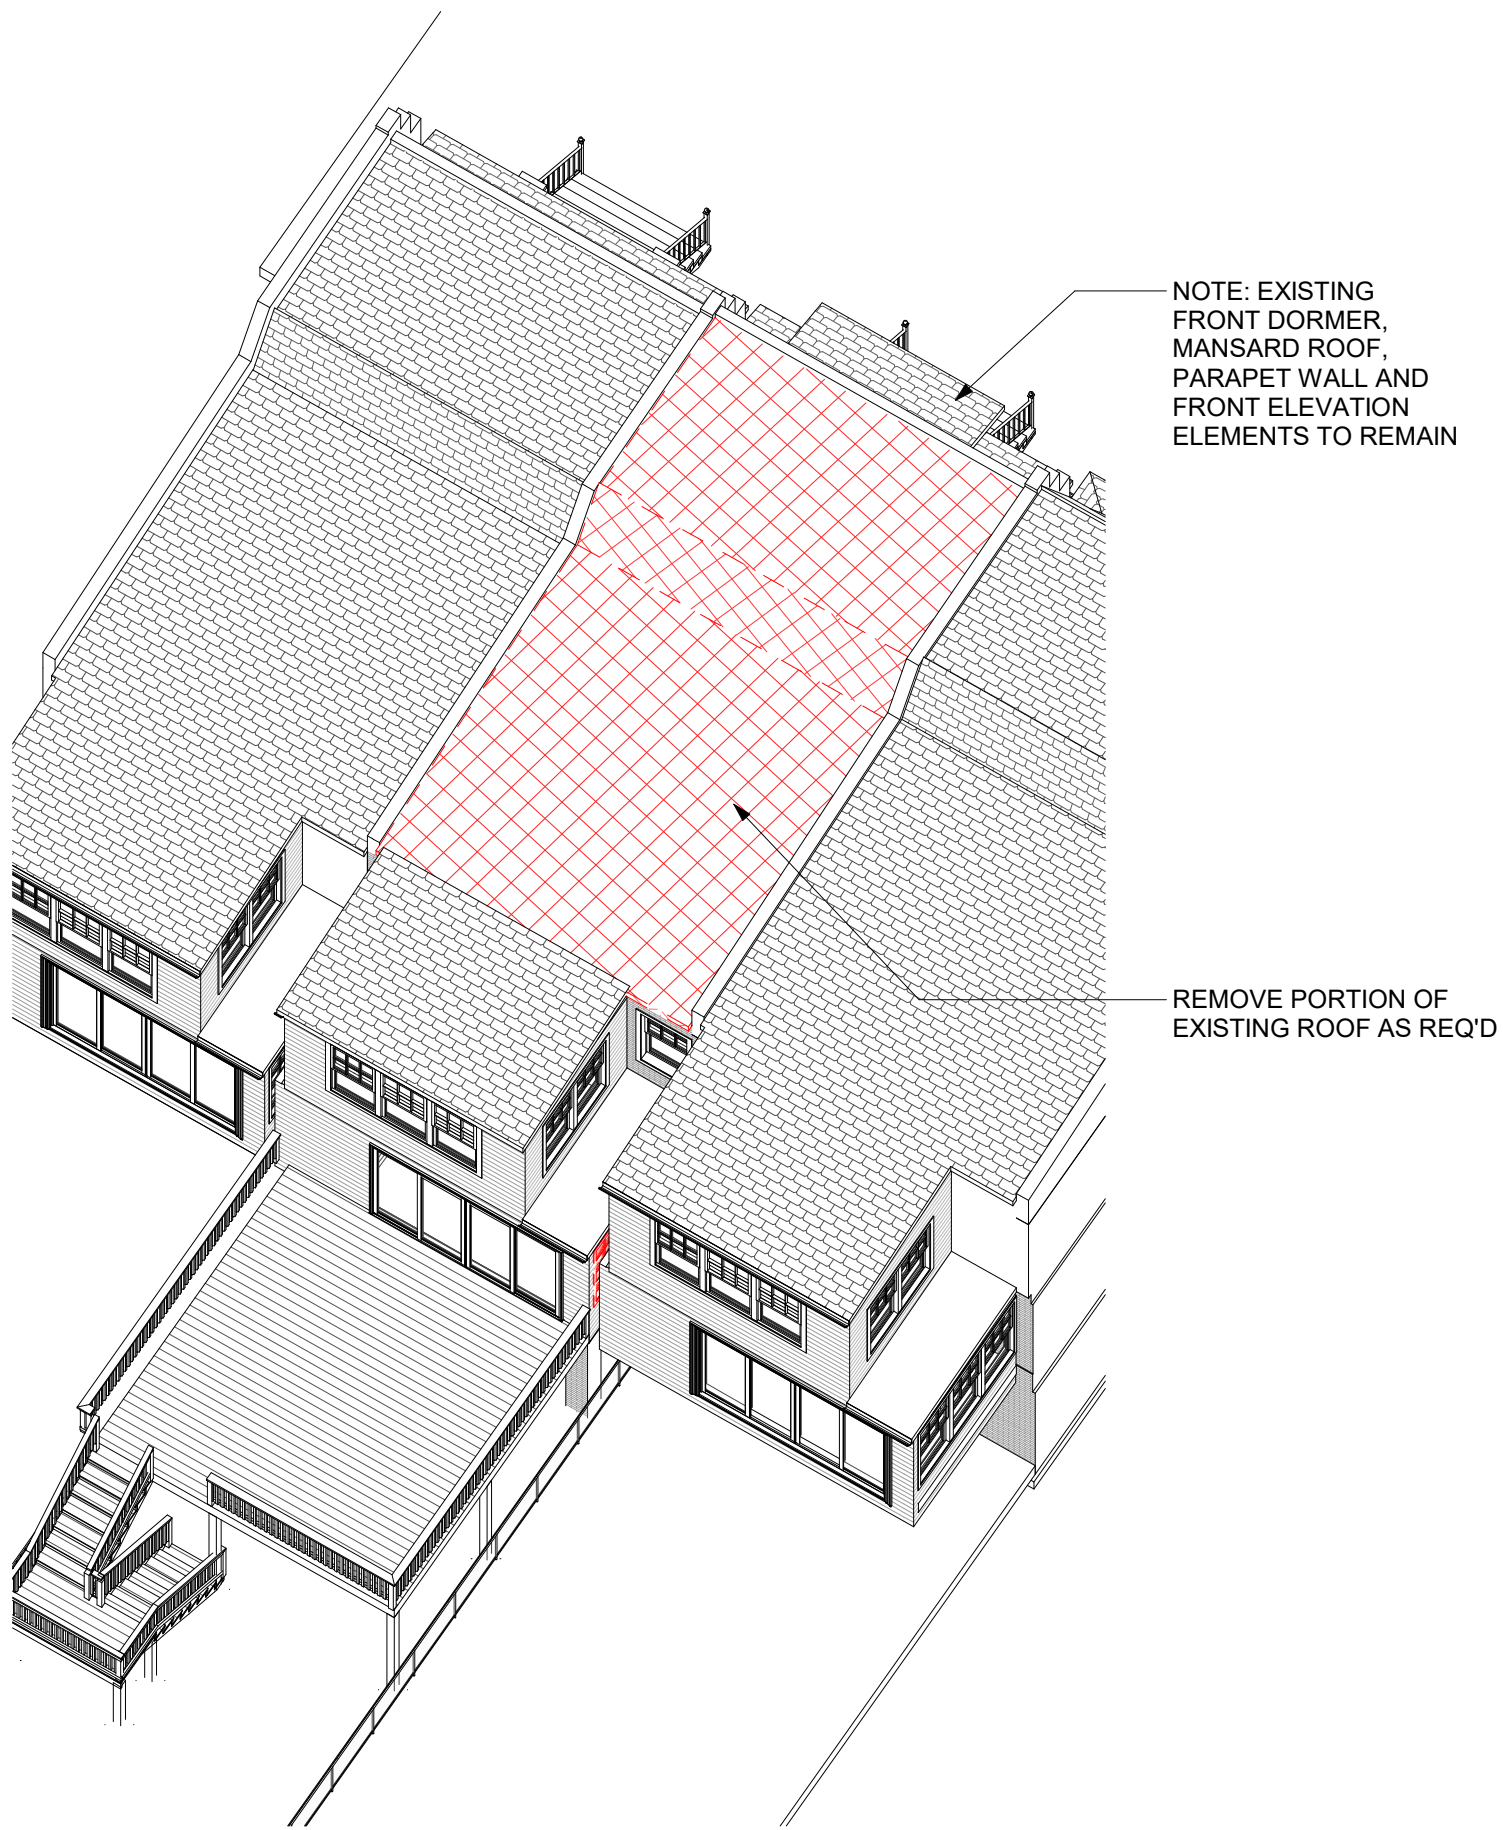 NOTE: EXISTING
FRONT DORMER,
MANSARD ROOF,
PARAPET WALL AND
FRONT ELEVATION
ELEMENTS TO REMAIN
REMOVE PORTION OF
EXISTING ROOF AS REQ'D